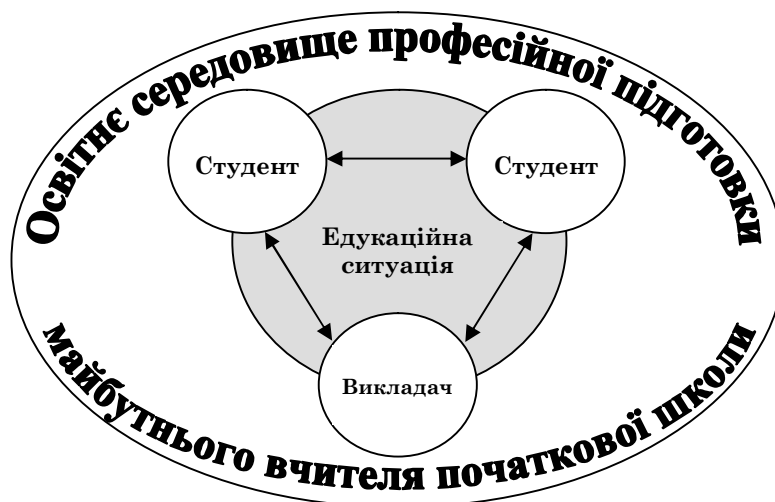 Освітнє середовище професійної підготовки
Студент
Студент
Едукаційна
ситуація
Викладач
майбутнього вчителя початкової школи